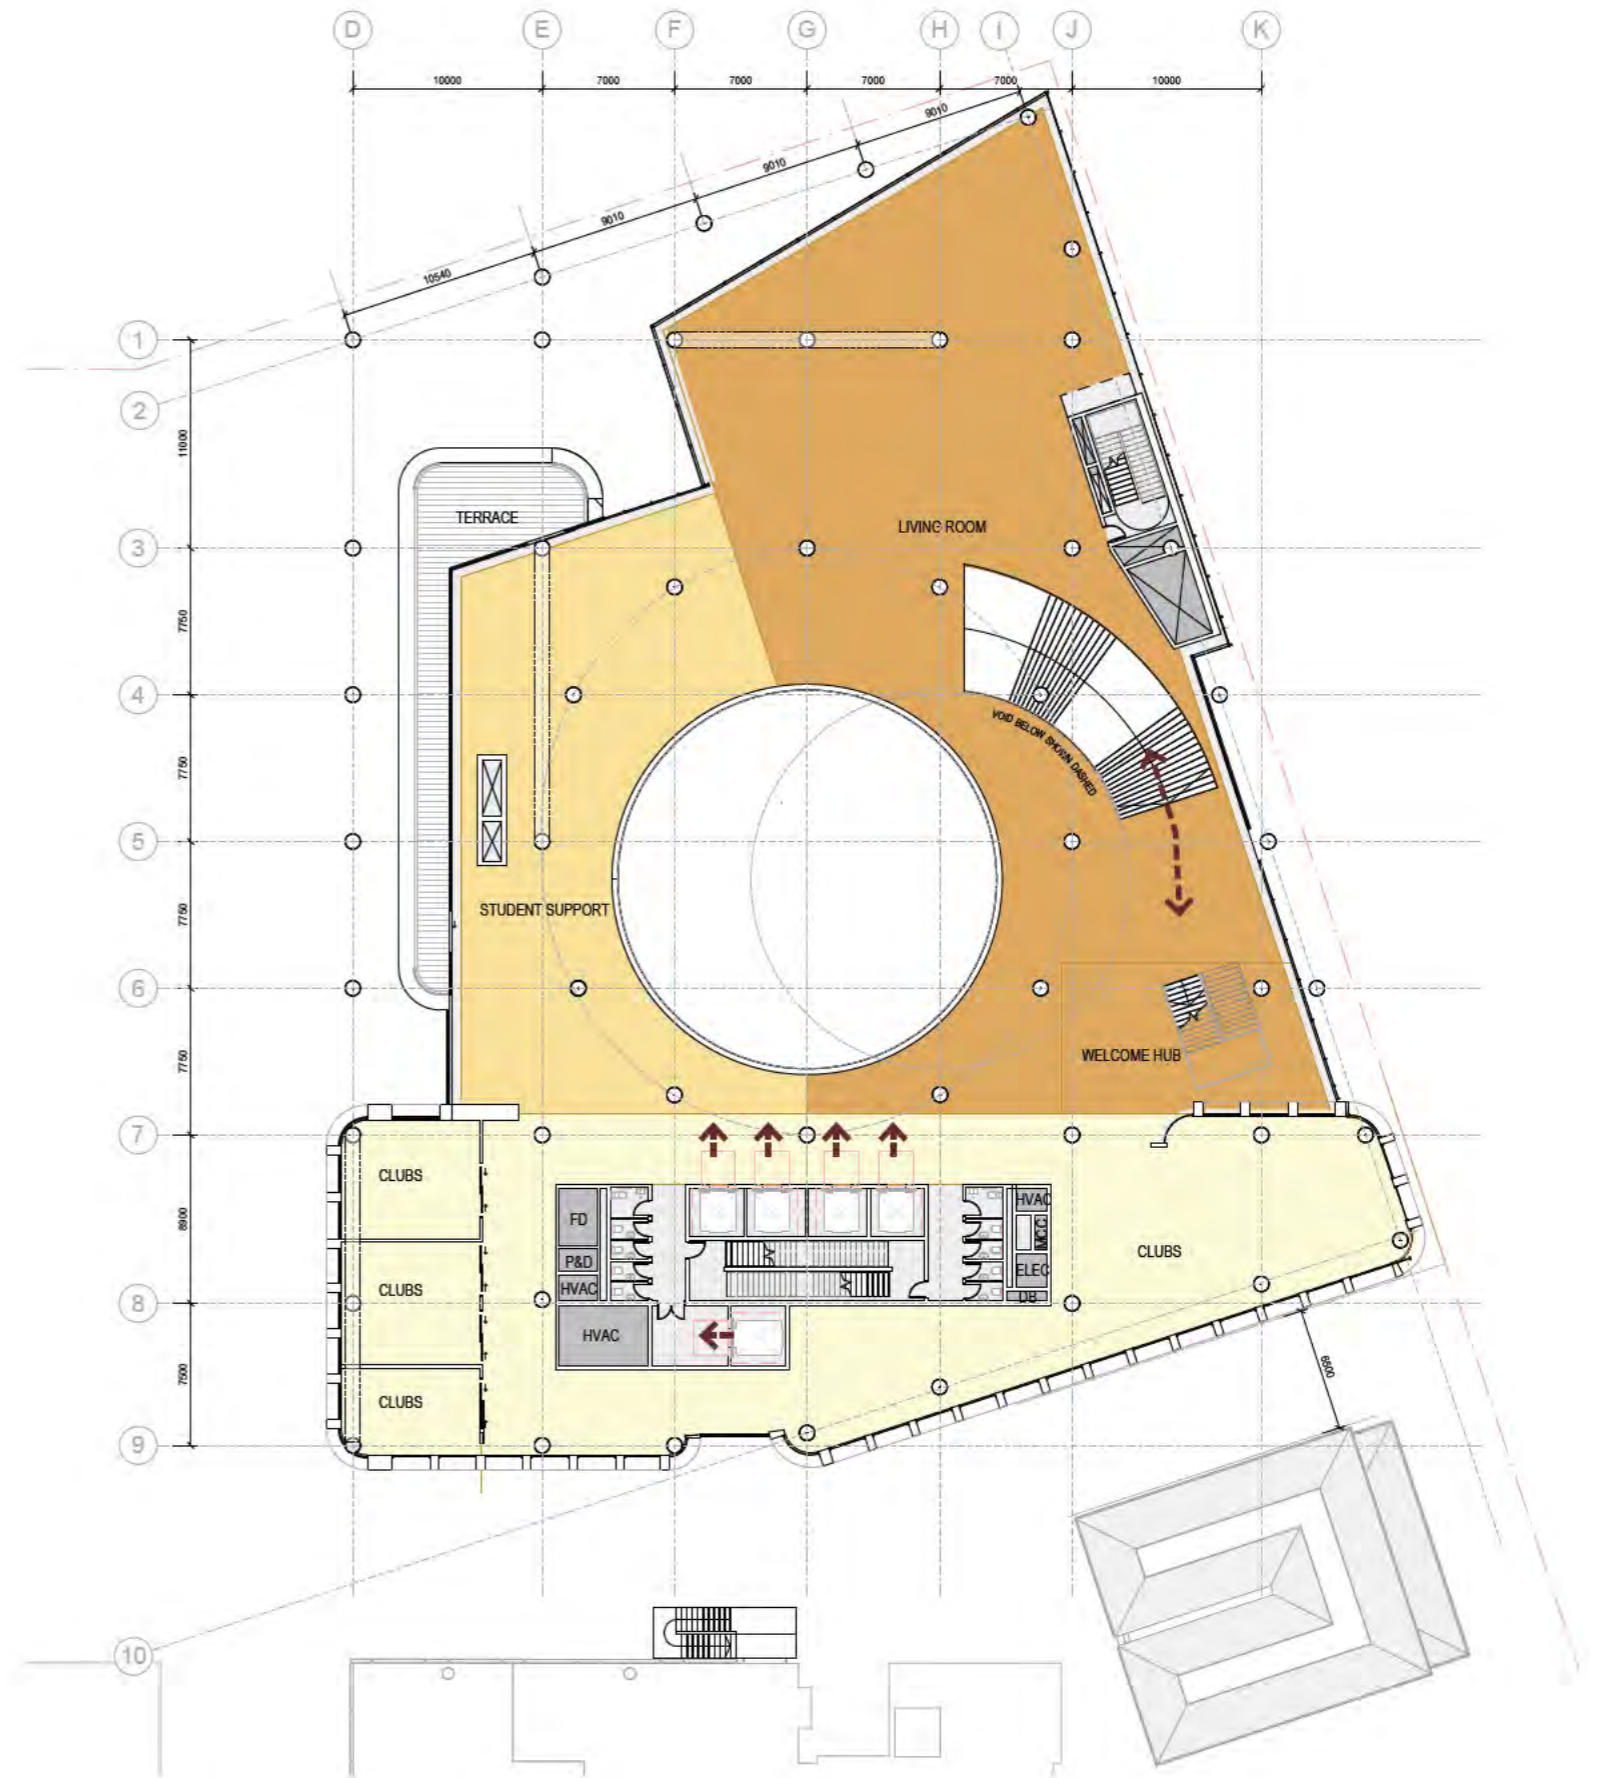 D E F G H I J K
10000 7000 7000 7000 7000 10000
9010
9010
9010
10540
1
2
11000
TERRACE
LIVING ROOM
3
7750
4
VOID BELOW SHOWN DASHED
7750
5
STUDENT SUPPORT
7750
6
7750
WELCOME HUB
7
CLUBS
8900
FD
HVAC
MCC
CLUBS
P&D
ELEC
HVAC
DB
CLUBS
8
HVAC
7500
6500
CLUBS
9
10